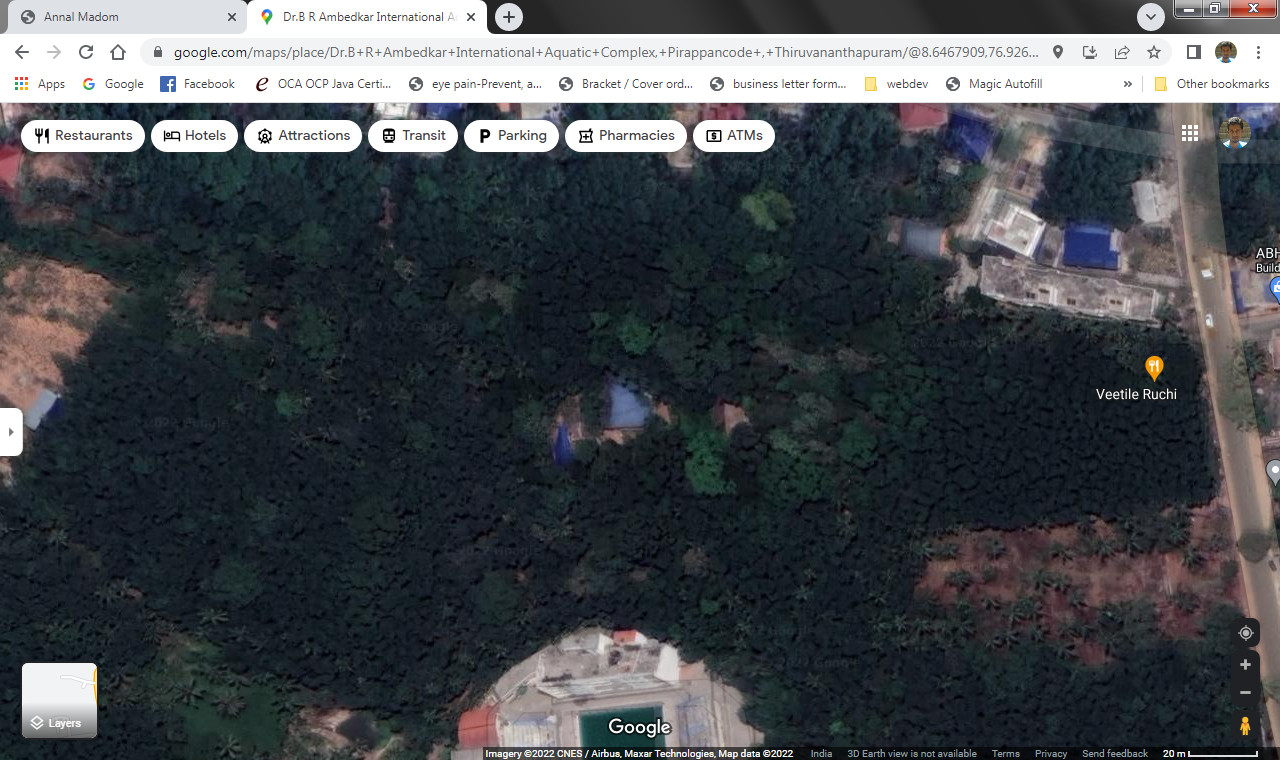 Annal Madom
Dr.B R Ambedkar International A
google.com/maps/place/Dr.B+R+Ambedkar+International+Aquatic+Complex,+Pirappancode+,+Thiruvananthapuram/@8.6467909,76.926...
Apps
Google
Facebook
OCA OCP Java Certi...
eye pain-Prevent, a...
Bracket / Cover ord...
business letter form...
webdev
Magic Autofill
»
Other bookmarks
Restaurants
Hotels
Attractions
Transit
Parking
Pharmacies
ATMs
ABH
Build
Veetile Ruchi
Layers
Google
Imagery ©2022 CNES / Airbus, Maxar Technologies, Map data ©2022 India 3D Earth view is not available Terms Privacy Send feedback 20 m